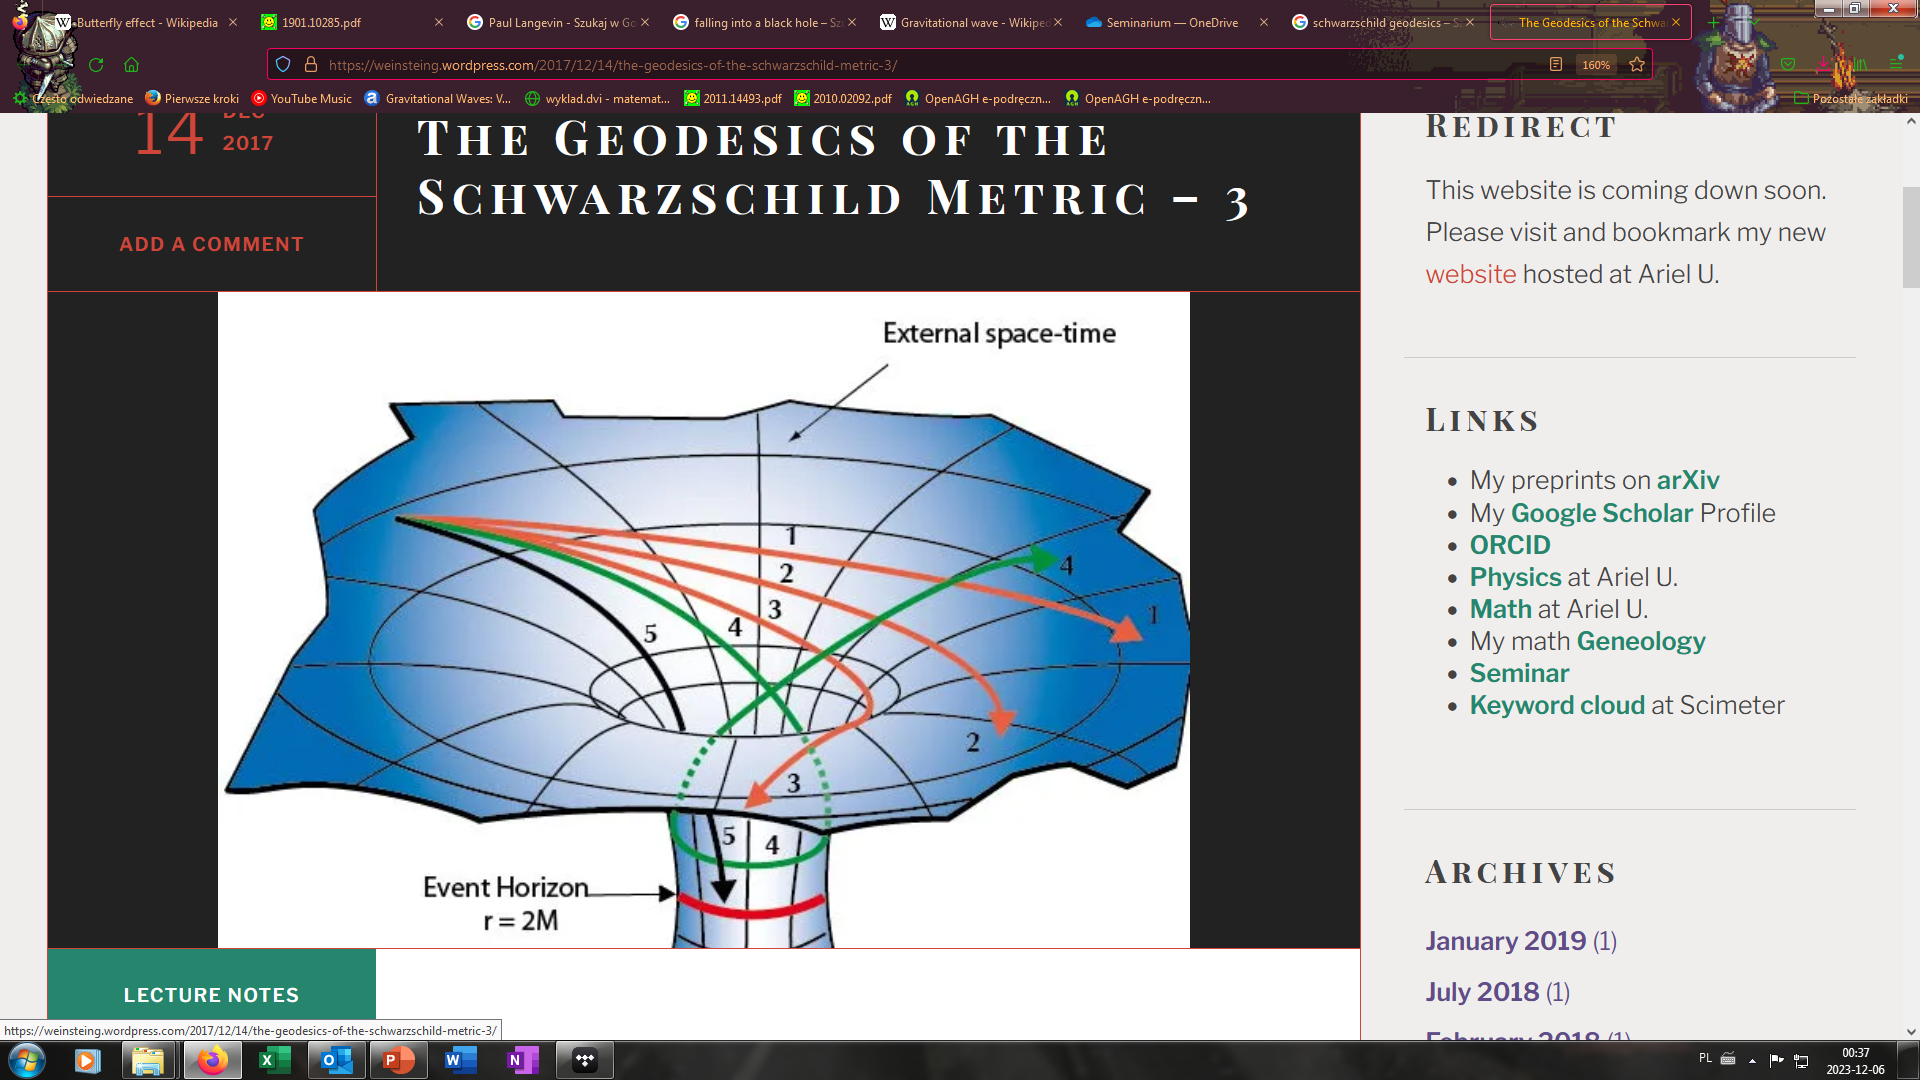 Butterfly effect - Wikipedia
1901.10285.pdf
Paul Langevin - Szukaj w Go
falling into a black hole – Sz
Gravitational wave - Wikiped
Seminarium — OneDrive
schwarzschild geodesics – S
The Geodesics of the Schwa
https://weinsteing.wordpress.com/2017/12/14/the-geodesics-of-the-schwarzschild-metric-3/
160%
Często odwiedzane
Pierwsze kroki
YouTube Music
Gravitational Waves: V...
wyklad.dvi - matemat...
2011.14493.pdf
2010.02092.pdf
OpenAGH e-podręczn...
OpenAGH e-podręczn...
Pozostałe zakładki
14
DEC
2017
ADD A COMMENT
The Geodesics of the
Schwarzschild Metric – 3
External space-time
1
2
3
4
5
4
1
2
3
5
4
Event Horizon
r = 2M
LECTURE NOTES
Redirect
This website is coming down soon.
Please visit and bookmark my new
website hosted at Ariel U.
Links
My preprints on arXiv
My Google Scholar Profile
ORCID
Physics at Ariel U.
Math at Ariel U.
My math Geneology
Seminar
Keyword cloud at Scimeter
Archives
January 2019 (1)
July 2018 (1)
February 2018 (1)
https://weinsteing.wordpress.com/2017/12/14/the-geodesics-of-the-schwarzschild-metric-3/
PL
00:37
2023-12-06